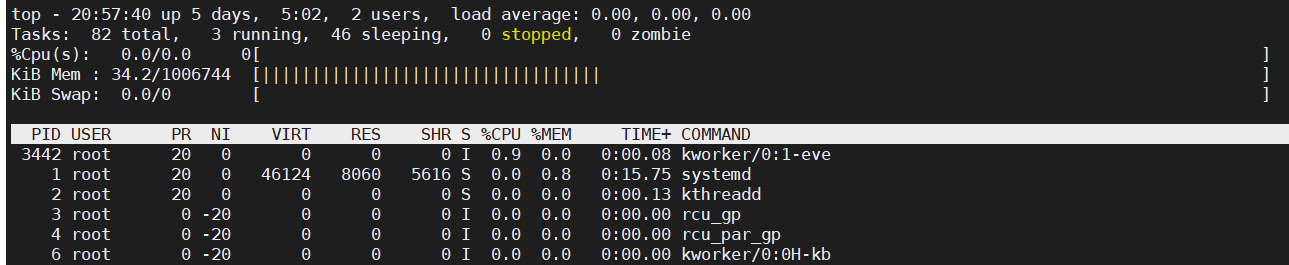 top - 20:57:40 up 5 days,  5:02,  2 users,  load average: 0.00, 0.00, 0.00
Tasks:  82 total,   3 running,  46 sleeping,   0 stopped,   0 zombie
%Cpu(s):   0.0/0.0     0[                                                                                                    ]
KiB Mem : 34.2/1006744  [||||||||||||||||||||||||||||||||||                                                                  ]
KiB Swap:  0.0/0        [                                                                                                    ]
  PID USER      PR  NI    VIRT    RES    SHR S %CPU %MEM     TIME+ COMMAND
 3442 root      20   0       0      0      0 I  0.9  0.0   0:00.08 kworker/0:1-eve
    1 root      20   0   46124   8060   5616 S  0.0  0.8   0:15.75 systemd
    2 root      20   0       0      0      0 S  0.0  0.0   0:00.13 kthreadd
    3 root       0 -20       0      0      0 I  0.0  0.0   0:00.00 rcu_gp
    4 root       0 -20       0      0      0 I  0.0  0.0   0:00.00 rcu_par_gp
    6 root       0 -20       0      0      0 I  0.0  0.0   0:00.00 kworker/0:0H-kb